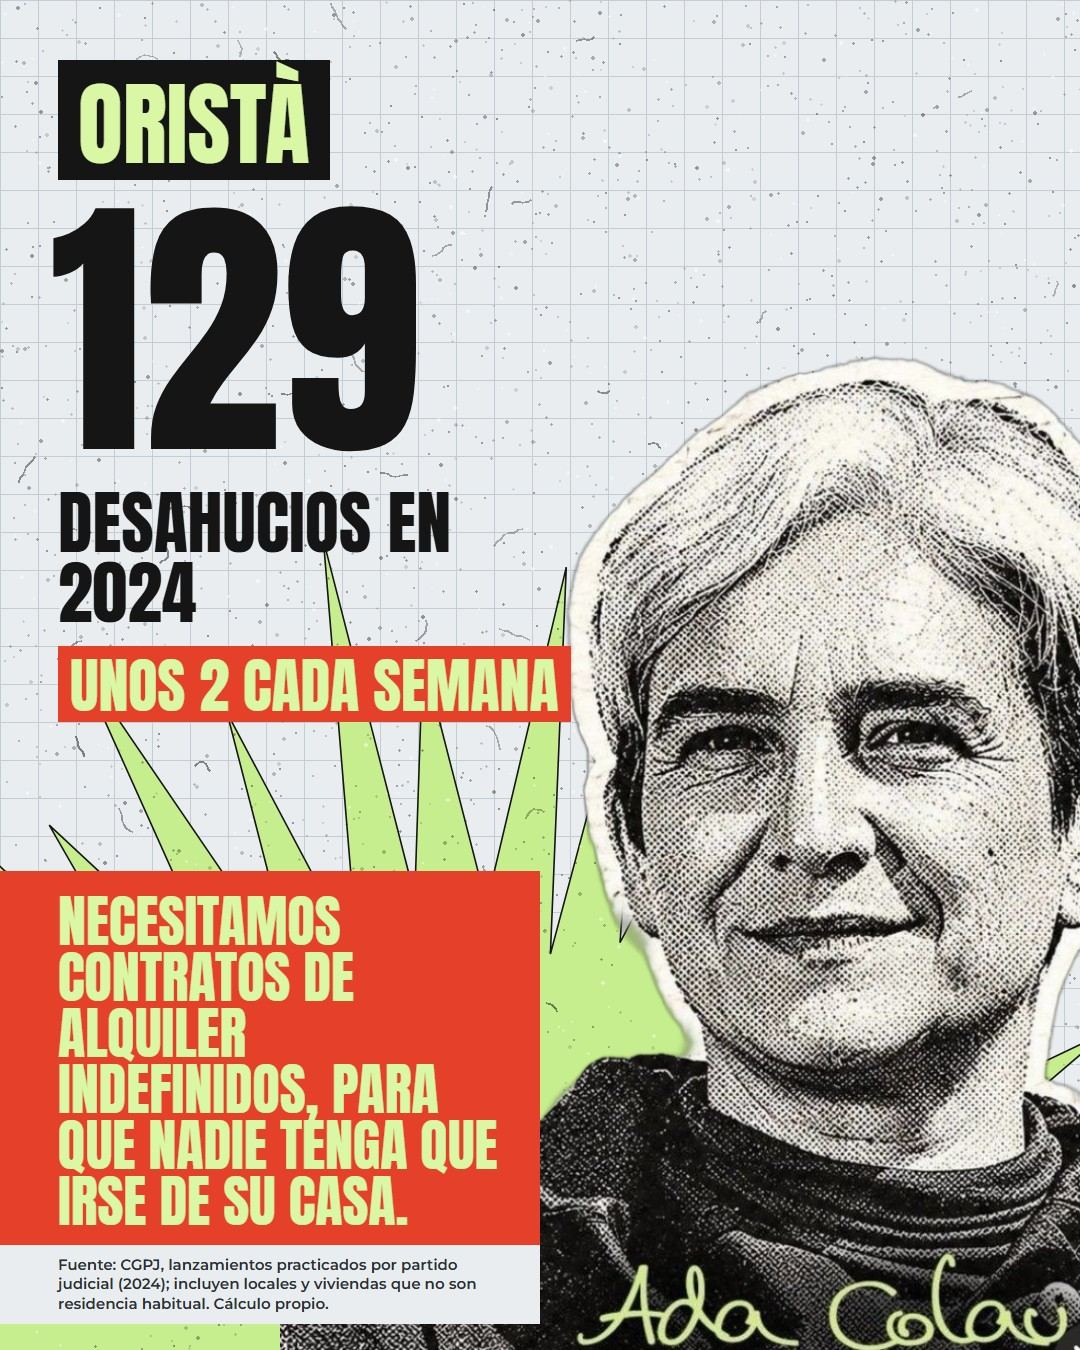 ORISTÀ
129
DESAHUCIOS EN
2024
UNOS 2 CADA SEMANA
NECESITAMOS
CONTRATOS DE
ALQUILER
INDEFINIDOS, PARA
QUE NADIE TENGA QUE
IRSE DE SU CASA.
Fuente: CGPJ, lanzamientos practicados por partido
judicial (2024); incluyen locales y viviendas que no son
residencia habitual. Cálculo propio.
Ada Colau